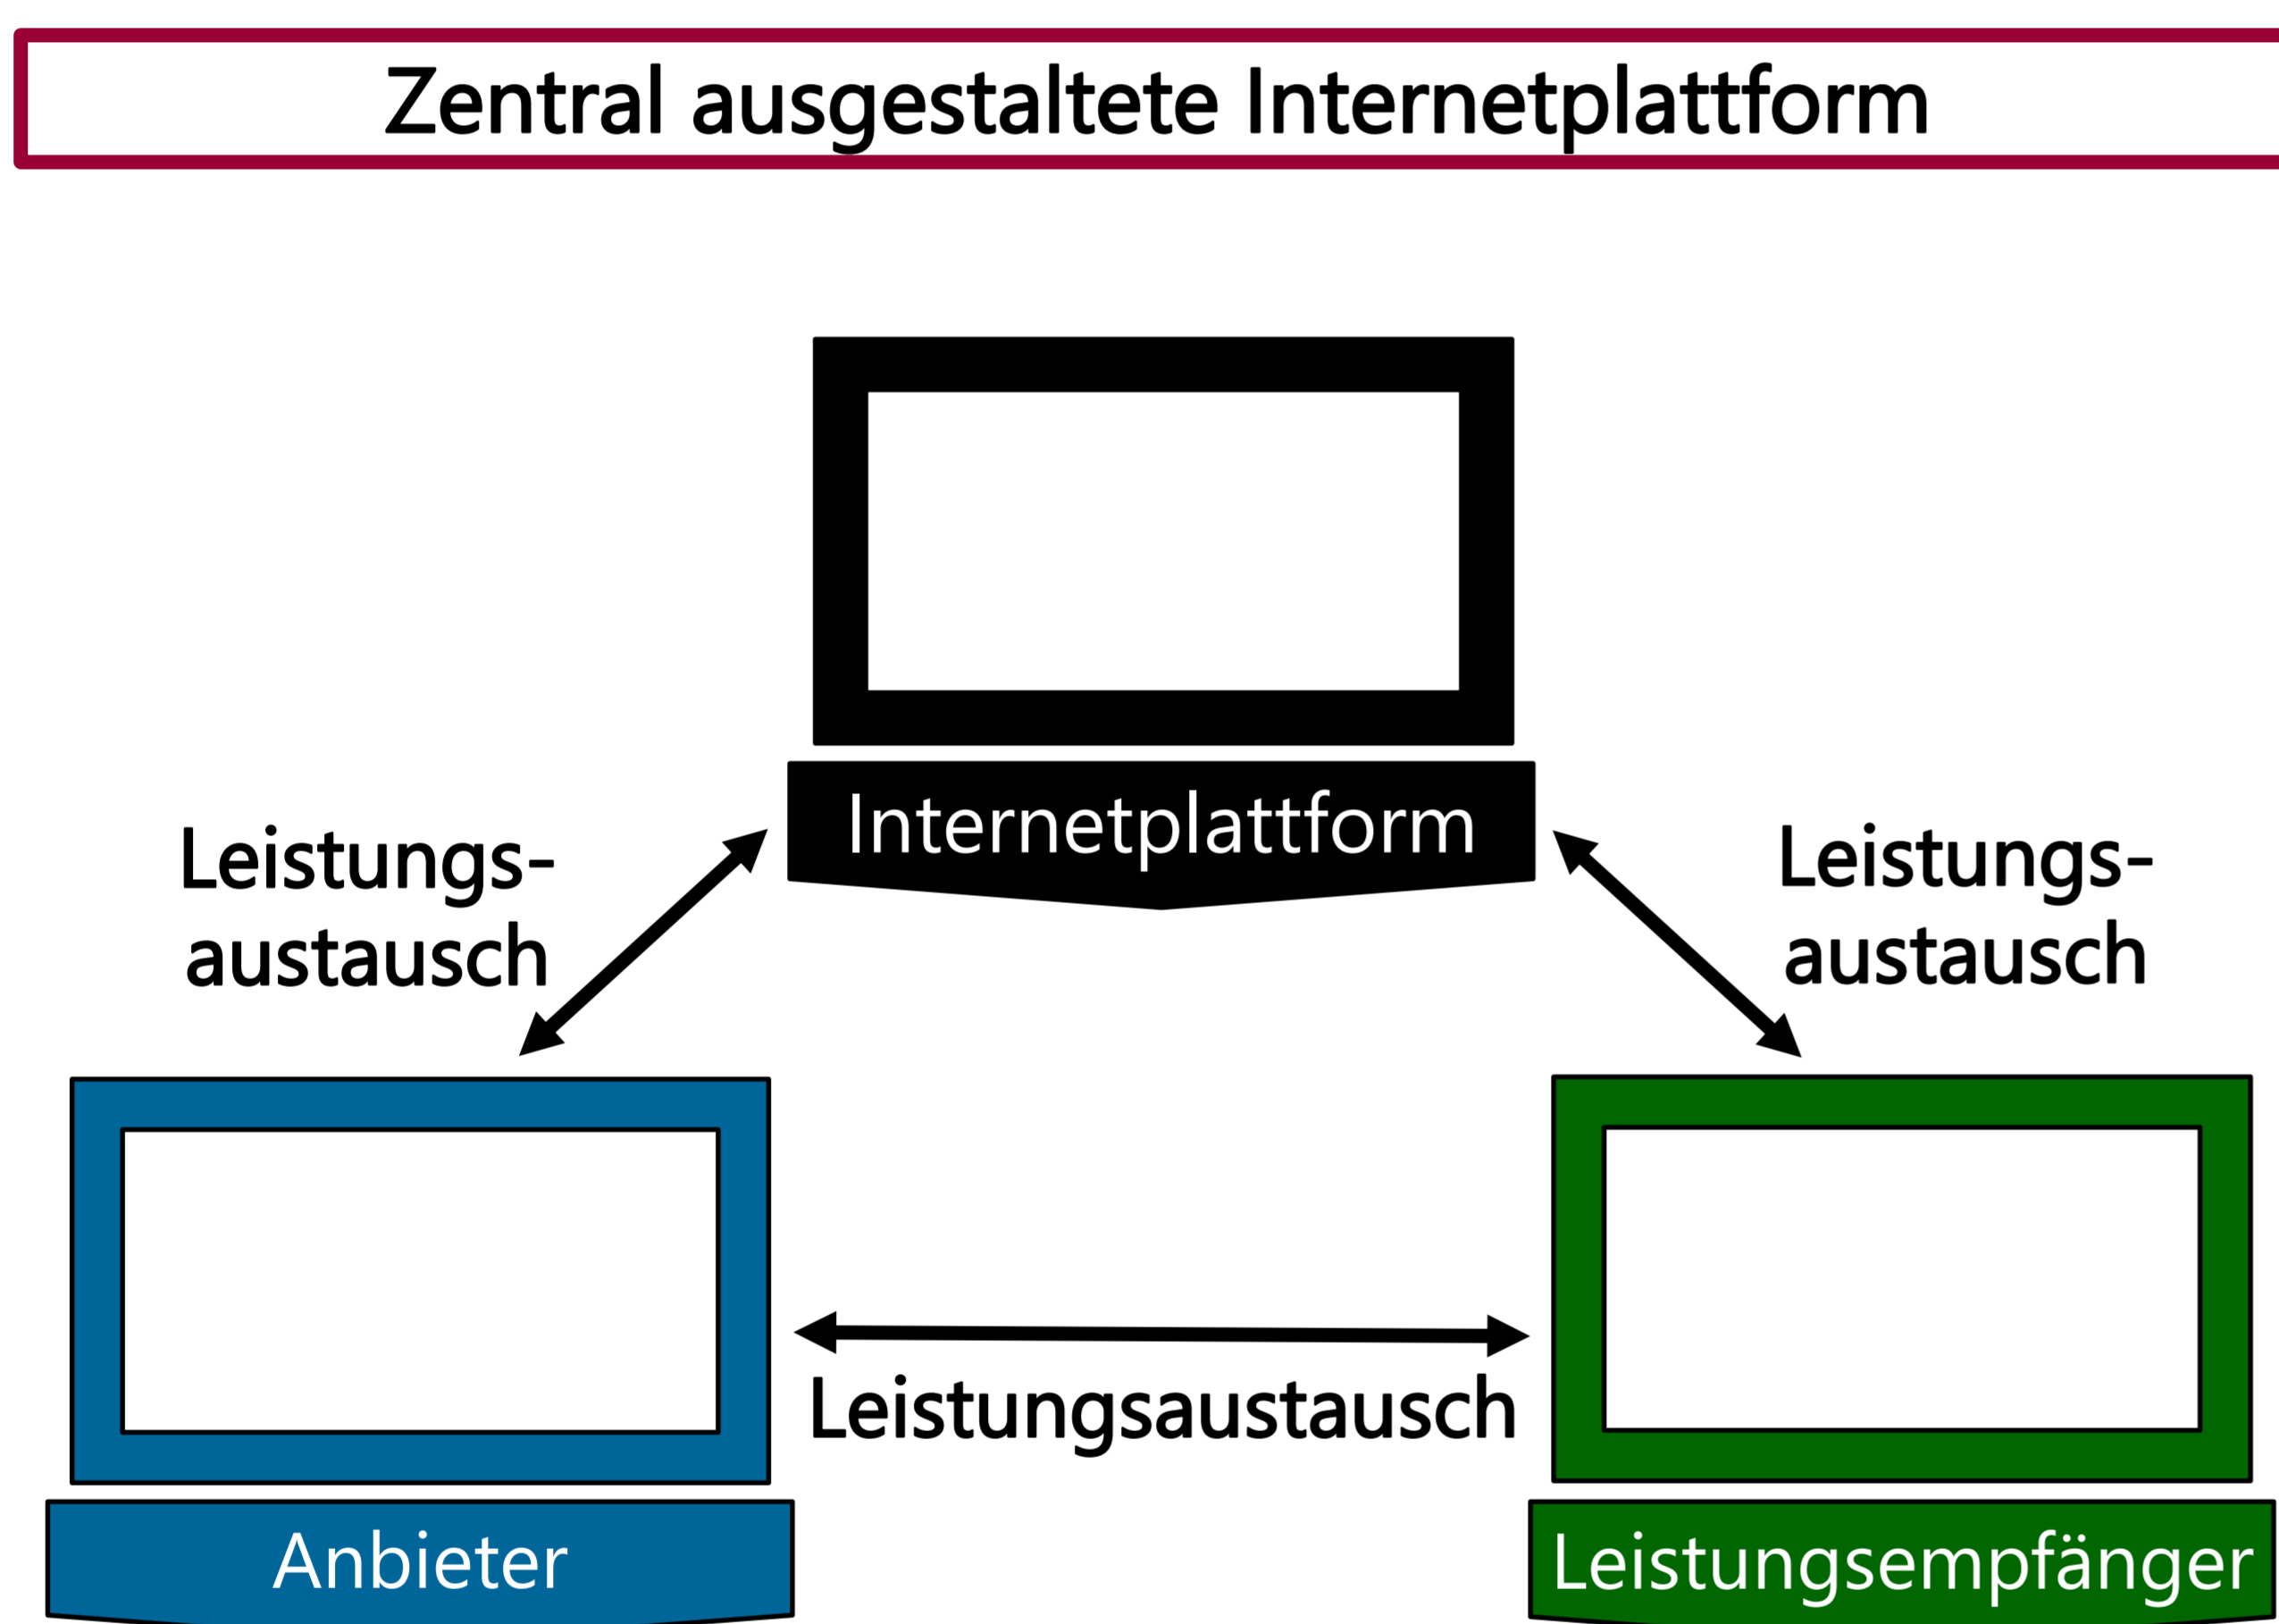 Zentral ausgestaltete Internetplattform
Internetplattform
Leistungs-
austausch
Leistungs-
austausch
Leistungsaustausch
Anbieter
Leistungsempfänger